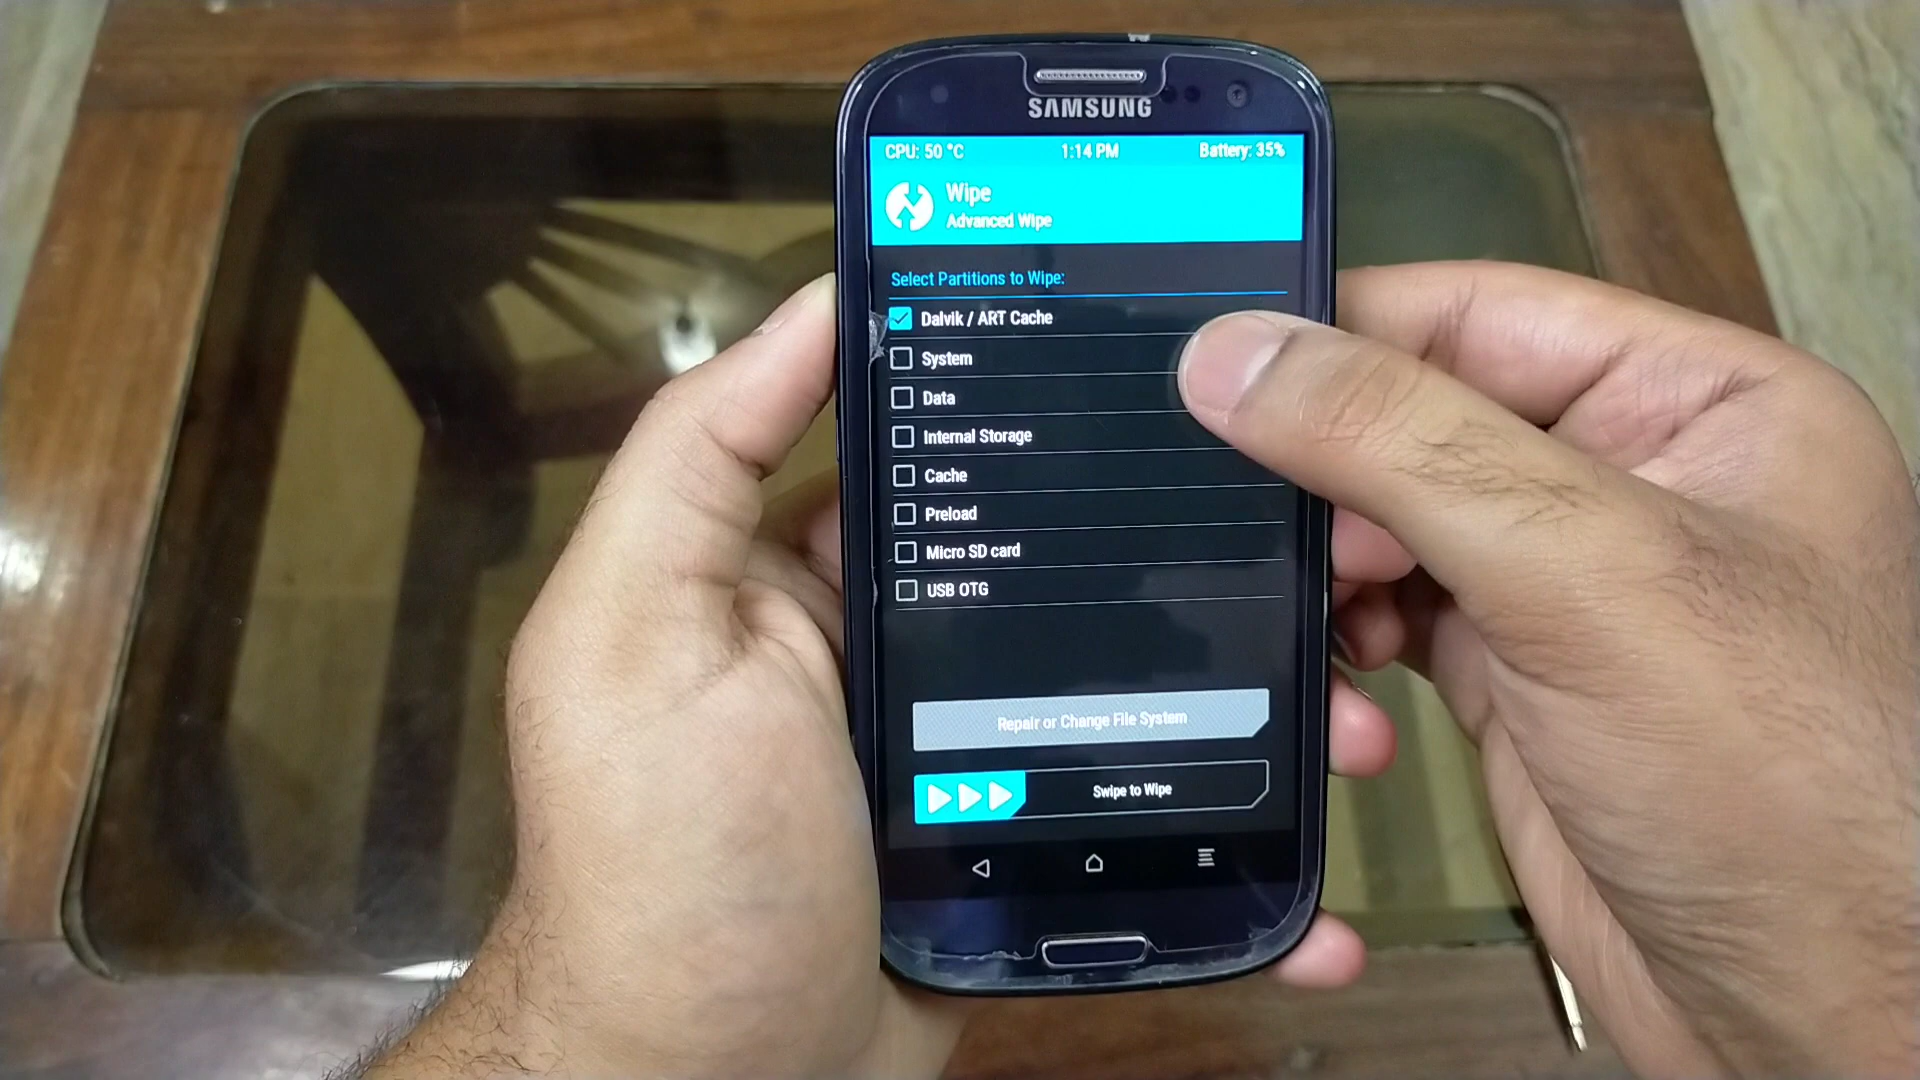 SAMSUNG
CPU: 50 °C 1:14 PM Battery: 35%
Wipe
Advanced Wipe
Select Partitions to Wipe:
Dalvik / ART Cache
System
Data
Internal Storage
Cache
Preload
Micro SD card
USB OTG
Repair or Change File System
Swipe to Wipe